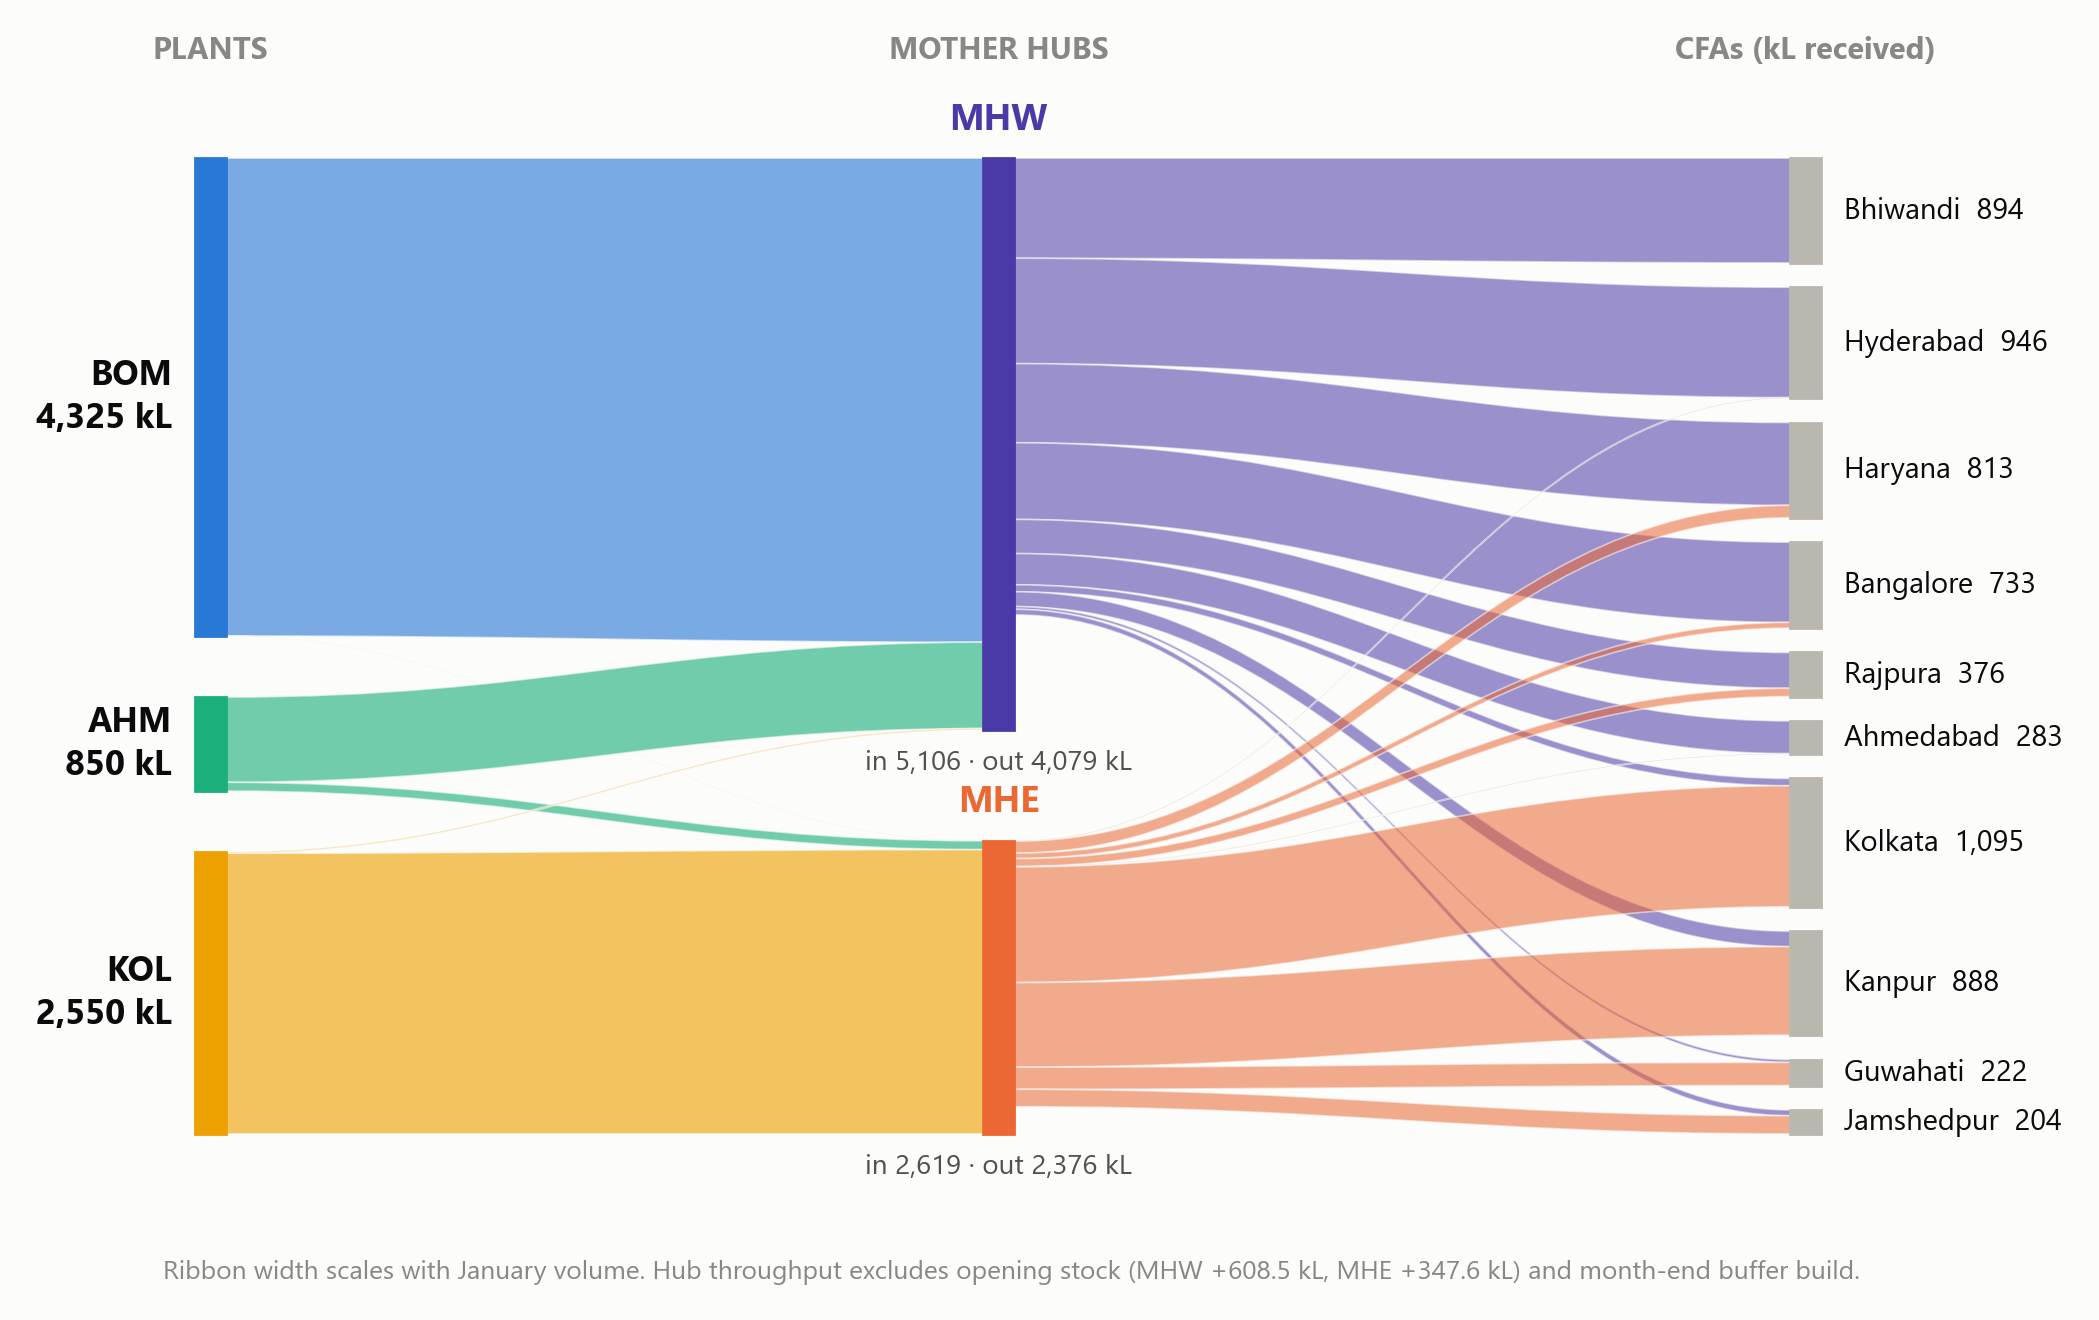 PLANTS
MOTHER HUBS
CFAs (kL received)
MHW
BOM
4,325 kL
AHM
850 kL
KOL
2,550 kL
in 5,106 · out 4,079 kL
MHE
in 2,619 · out 2,376 kL
Bhiwandi 894
Hyderabad 946
Haryana 813
Bangalore 733
Rajpura 376
Ahmedabad 283
Kolkata 1,095
Kanpur 888
Guwahati 222
Jamshedpur 204
Ribbon width scales with January volume. Hub throughput excludes opening stock (MHW +608.5 kL, MHE +347.6 kL) and month-end buffer build.